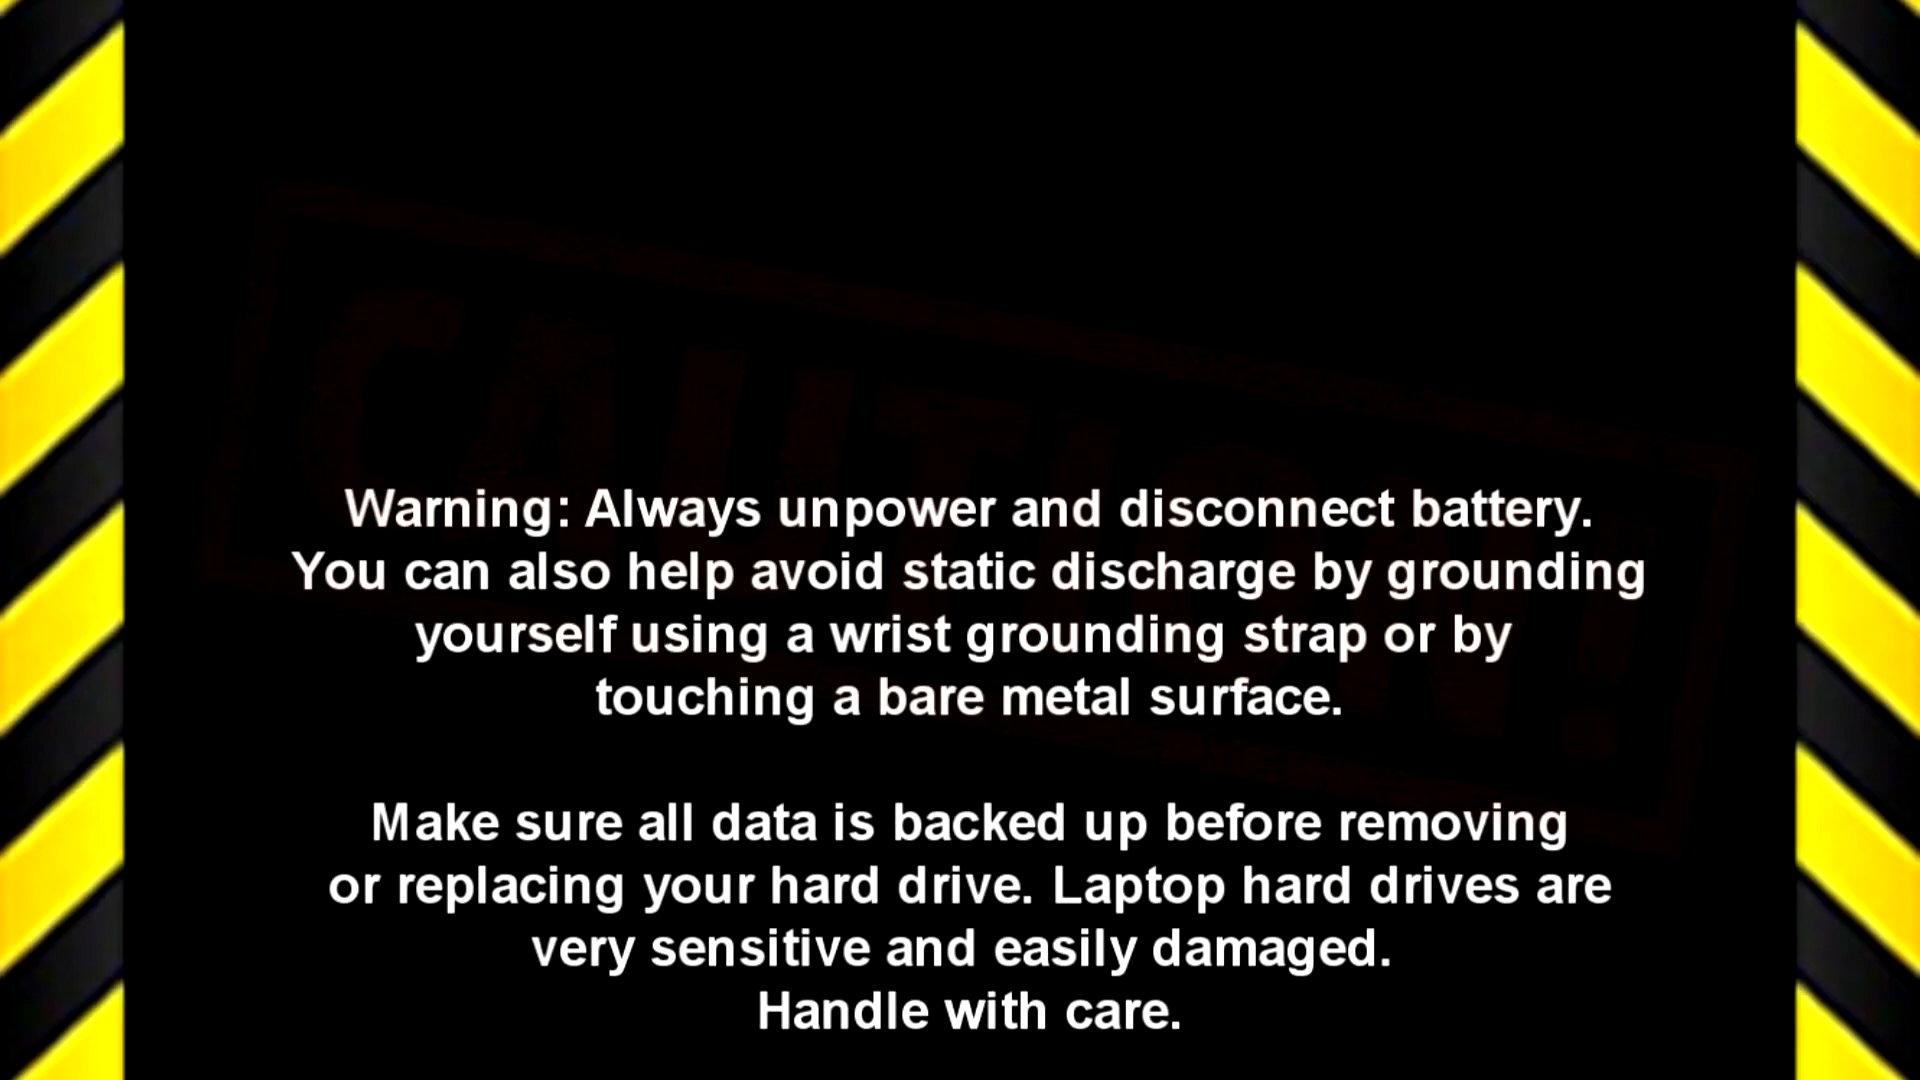 CAUTION!
Warning: Always unpower and disconnect battery.
You can also help avoid static discharge by grounding
yourself using a wrist grounding strap or by
touching a bare metal surface.
Make sure all data is backed up before removing
or replacing your hard drive. Laptop hard drives are
very sensitive and easily damaged.
Handle with care.